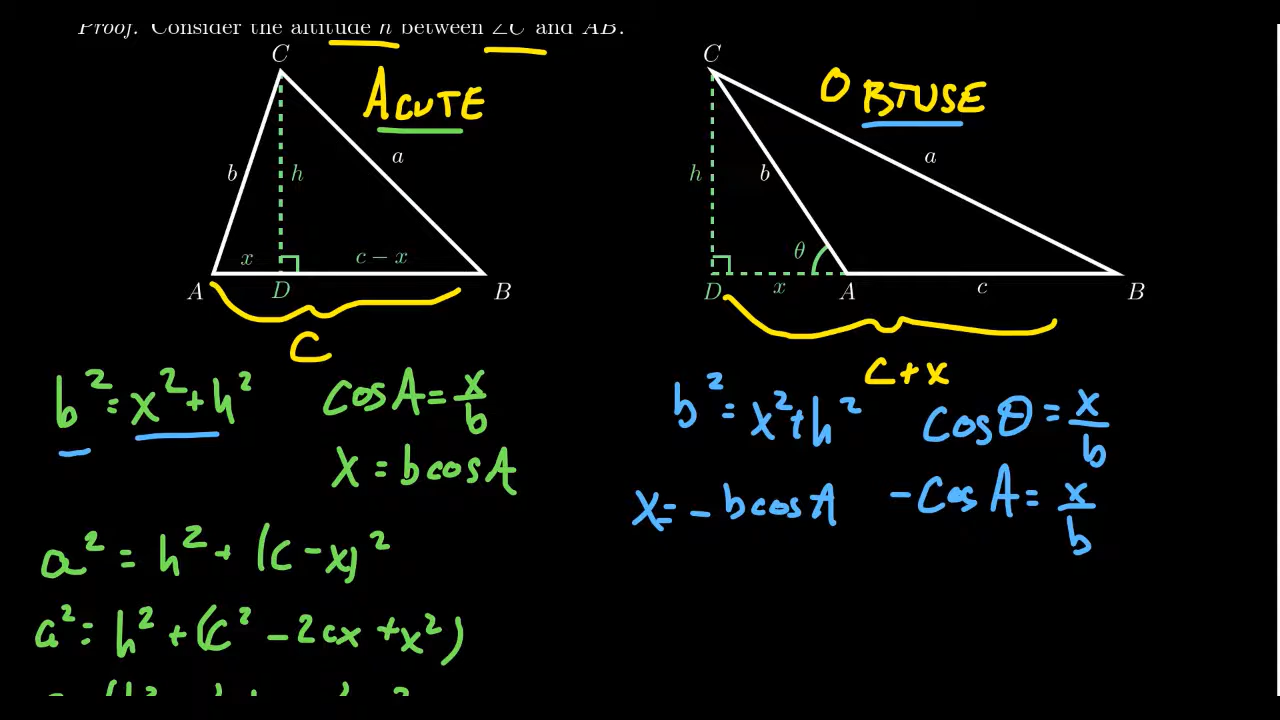 Proof. Consider the altitude h between ∠C and AB.
C
ACUTE
b
h
a
x
c − x
A
D
B
C
C
OBTUSE
h
b
a
θ
D
x
A
c
B
C + x
b² = x² + h²
cos A = x/b
x = b cos A
a² = h² + (c - x)²
a² = h² + (c² - 2cx + x²)
b² = x² + h²
cos θ = x/b
- cos A = x/b
x = - b cos A